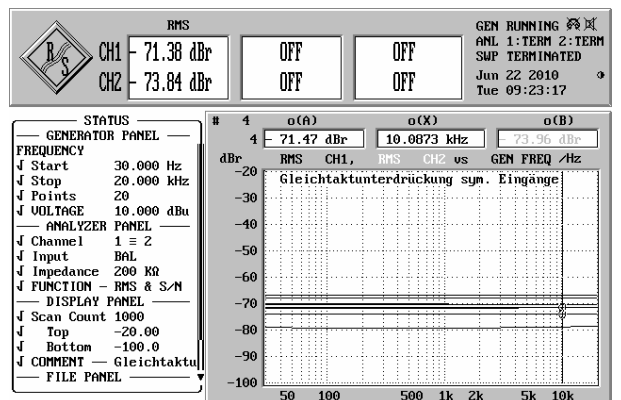 RMS
GEN RUNNING
R S CH1 - 71.38 dBr OFF OFF
ANL 1:TERM 2:TERM
SWP TERMINATED
CH2 - 73.84 dBr OFF OFF
Jun 22 2010
Tue 09:23:17
STATUS
GENERATOR PANEL
FREQUENCY
√ Start 30.000 Hz
√ Stop 20.000 kHz
√ Points 20
√ VOLTAGE 10.000 dBu
ANALYZER PANEL
√ Channel 1 ≡ 2
√ Input BAL
√ Impedance 200 KΩ
√ FUNCTION - RMS & S/N
DISPLAY PANEL
√ Scan Count 1000
√ Top -20.00
√ Bottom -100.0
√ COMMENT — Gleichtaktu
FILE PANEL
# 4 o(A) o(X) o(B)
4 - 71.47 dBr 10.0873 kHz - 73.96 dBr
dBr RMS CH1, RMS CH2 vs GEN FREQ /Hz
Gleichtaktunterdrückung sym. Eingänge
-20
-30
-40
-50
-60
-70
-80
-90
-100
50 100 500 1k 2k 5k 10k